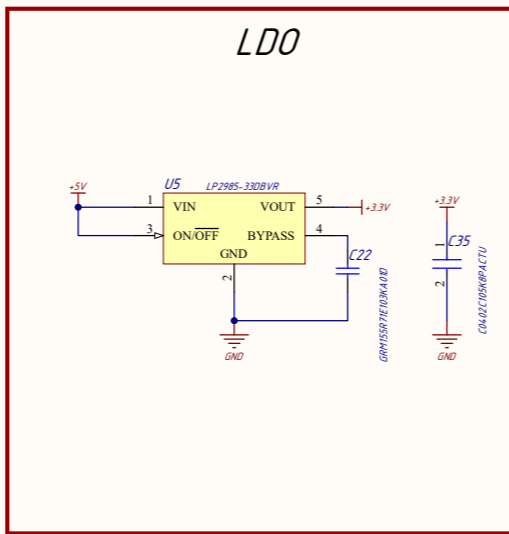 LDO
U5
LP2985-33DBVR
+5V
1
VIN
VOUT
5
+3.3V
3
ON/OFF
BYPASS
4
GND
2
C22
GRM155R71E103KA01D
GND
+3.3V
1
C35
2
C0402C105K8PACTU
GND